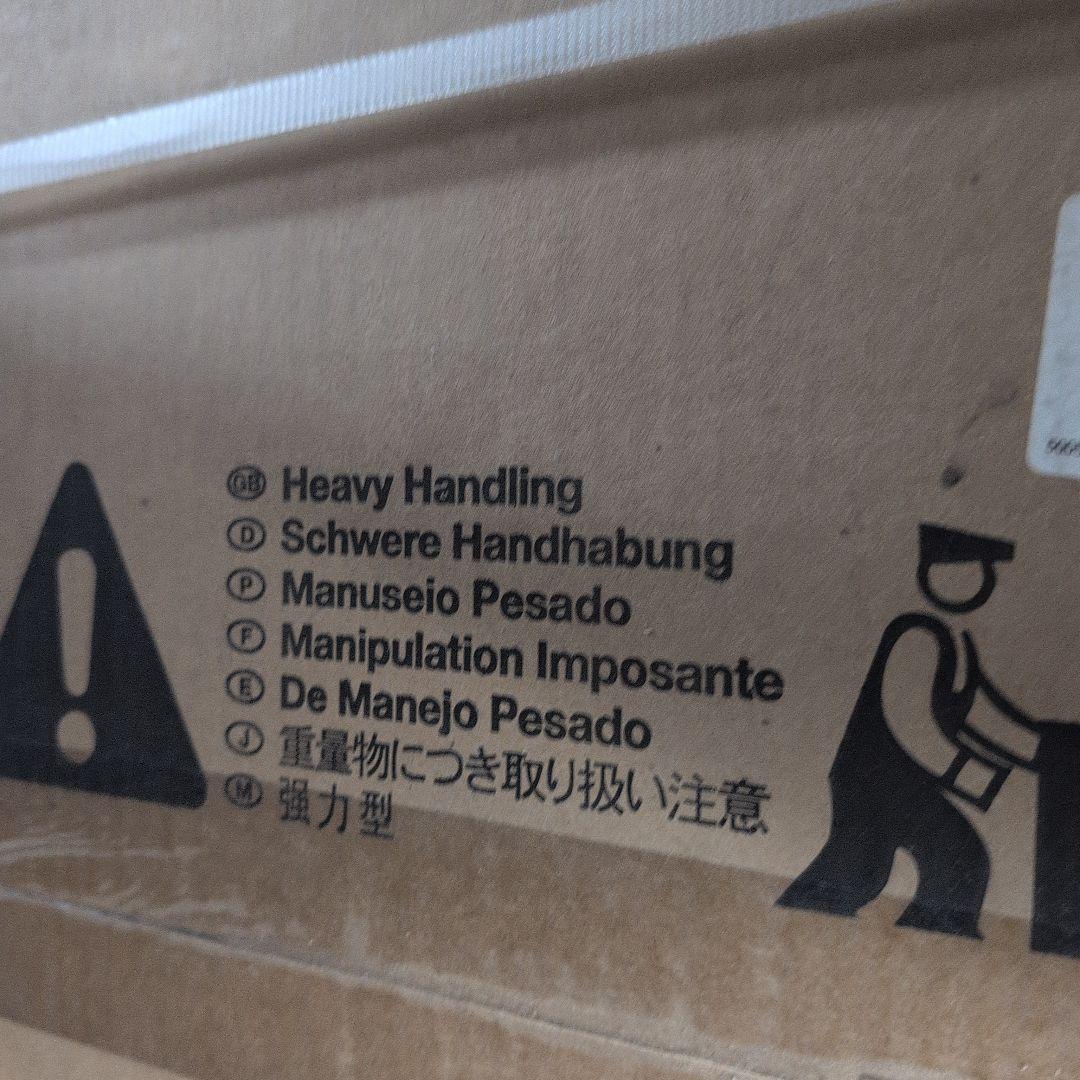 GB Heavy Handling
D Schwere Handhabung
P Manuseio Pesado
F Manipulation Imposante
E De Manejo Pesado
J 重量物につき取り扱い注意
M 强力型